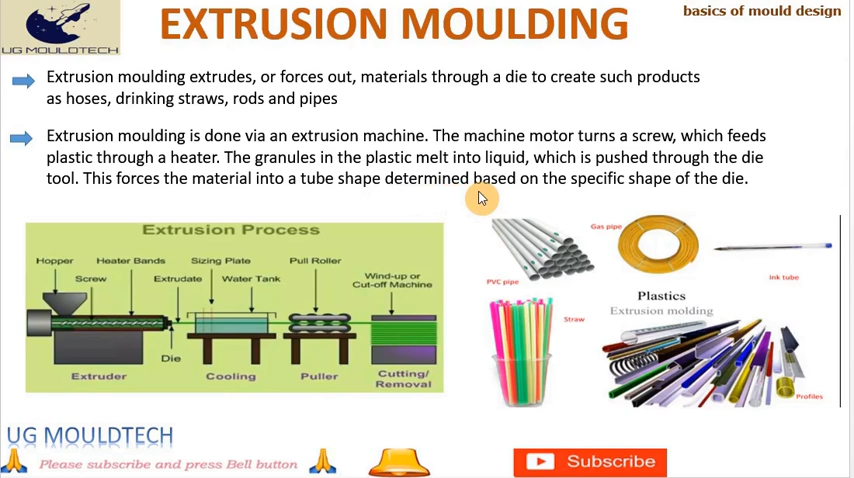 UG MOULDTECH
EXTRUSION MOULDING
basics of mould design
Extrusion moulding extrudes, or forces out, materials through a die to create such products
as hoses, drinking straws, rods and pipes
Extrusion moulding is done via an extrusion machine. The machine motor turns a screw, which feeds
plastic through a heater. The granules in the plastic melt into liquid, which is pushed through the die
tool. This forces the material into a tube shape determined based on the specific shape of the die.
Extrusion Process
Hopper
Heater Bands
Sizing Plate
Pull Roller
Screw
Extrudate
Water Tank
Wind-up or
Cut-off Machine
Die
Extruder
Cooling
Puller
Cutting/
Removal
Gas pipe
PVC pipe
Ink tube
Plastics
Extrusion molding
Straw
Profiles
UG MOULDTECH
Please subscribe and press Bell button
Subscribe